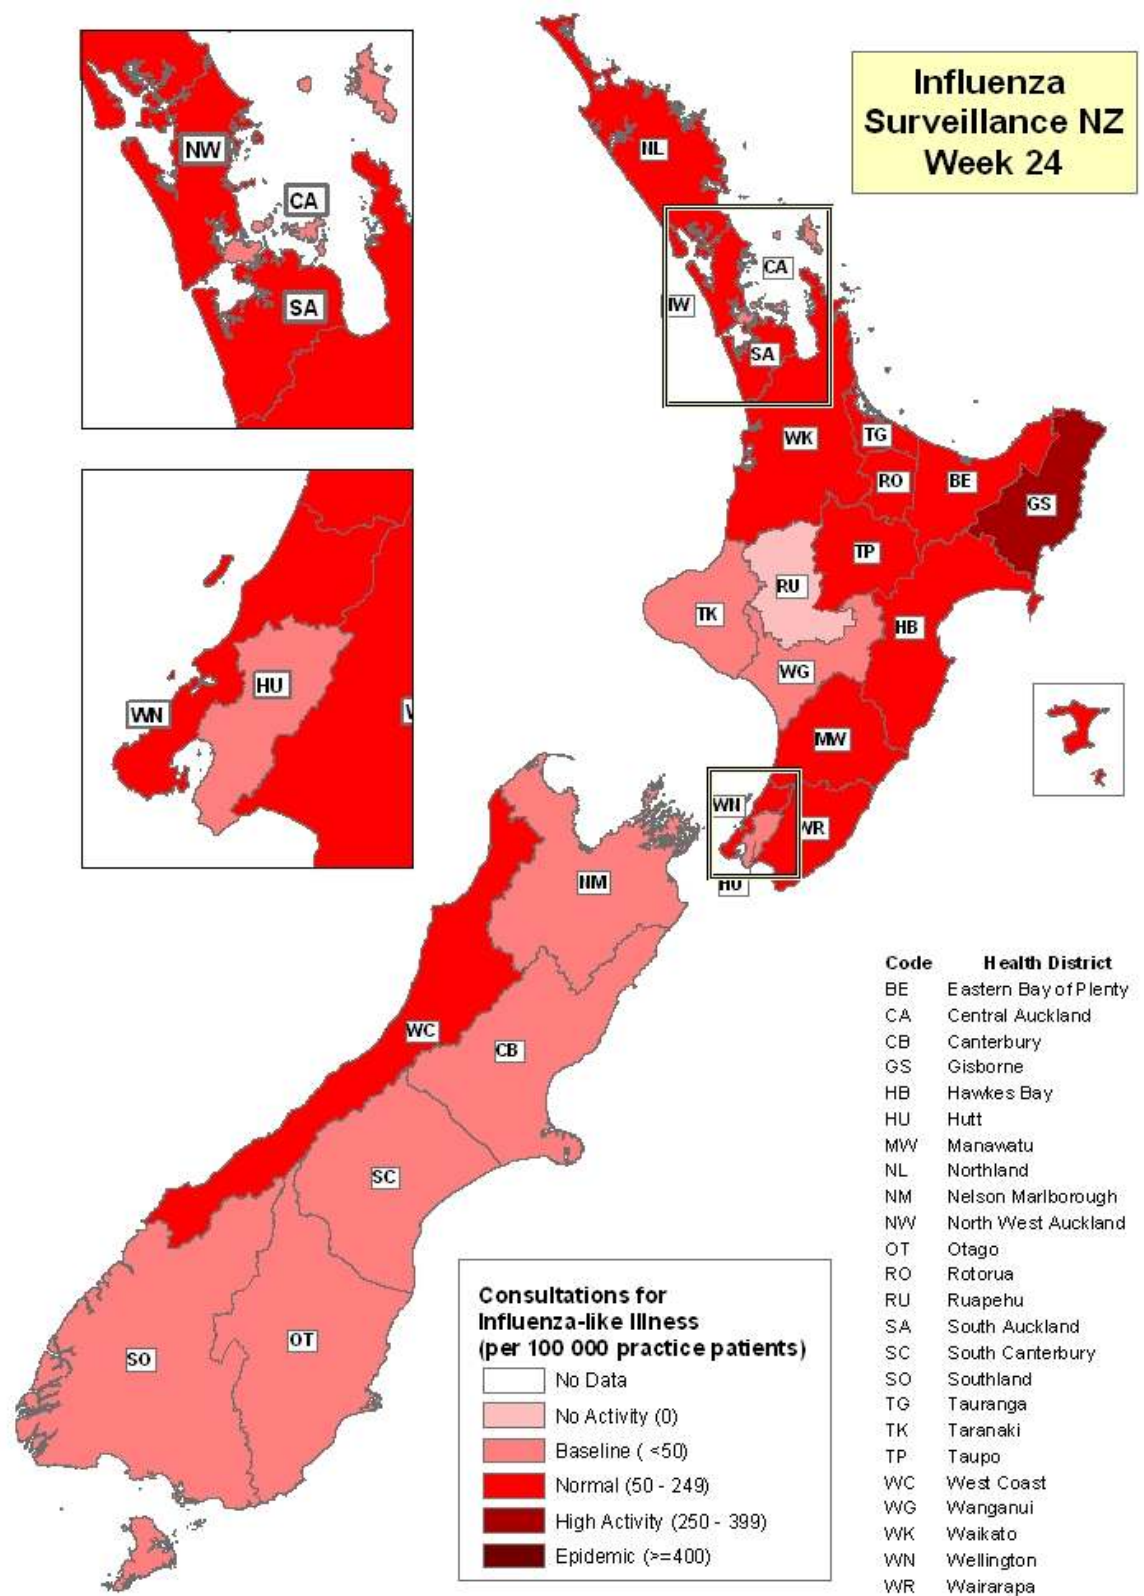 Influenza
Surveillance NZ
Week 24
NW
CA
SA
HU
WN
NL
CA
SA
WK
TG
RO
BE
GS
TP
RU
TK
HB
WG
MW
WN
WR
HU
NM
WC
CB
SC
OT
SO
Consultations for
Influenza-like Illness
(per 100 000 practice patients)
No Data
No Activity (0)
Baseline ( <50)
Normal (50 - 249)
High Activity (250 - 399)
Epidemic (>=400)
Code Health District
BE Eastern Bay of Plenty
CA Central Auckland
CB Canterbury
GS Gisborne
HB Hawkes Bay
HU Hutt
MW Manawatu
NL Northland
NM Nelson Marlborough
NW North West Auckland
OT Otago
RO Rotorua
RU Ruapehu
SA South Auckland
SC South Canterbury
SO Southland
TG Tauranga
TK Taranaki
TP Taupo
WC West Coast
WG Wanganui
WK Waikato
WN Wellington
WR Wairarapa